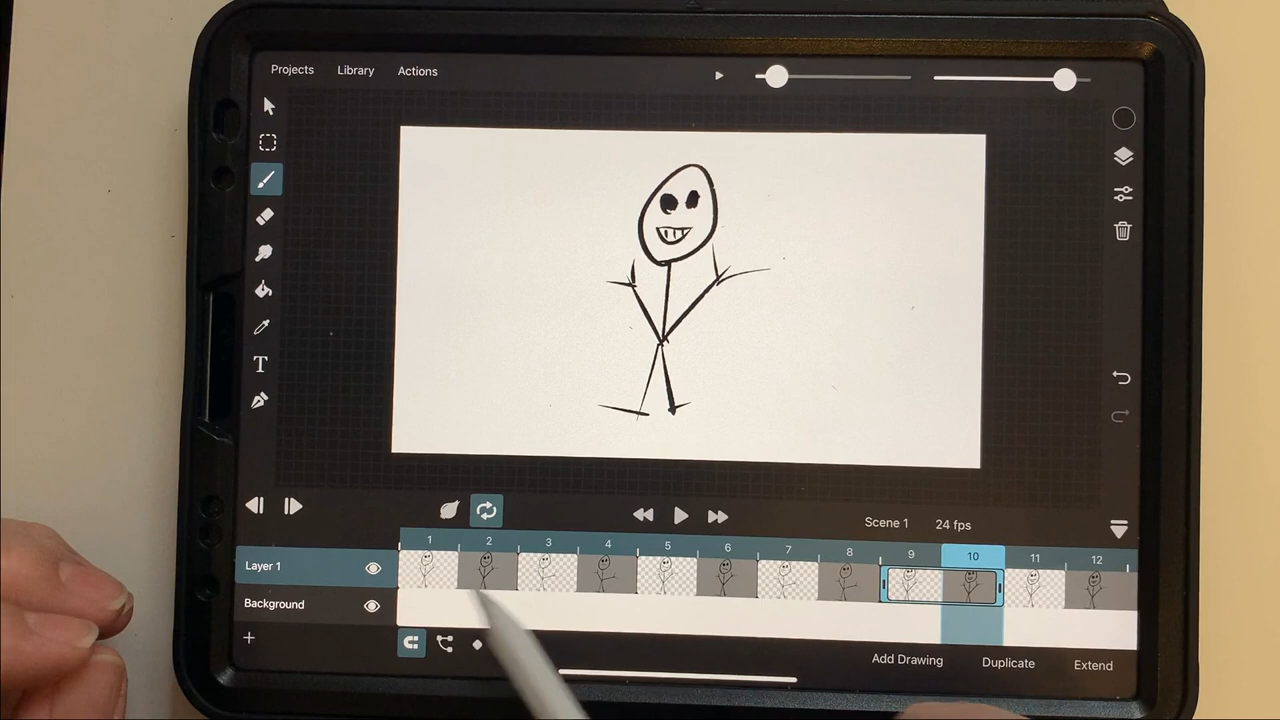 Projects Library Actions
T
Scene 1 24 fps
1 2 3 4 5 6 7 8 9 10 11 12
Layer 1
Background
+
Add Drawing Duplicate Extend